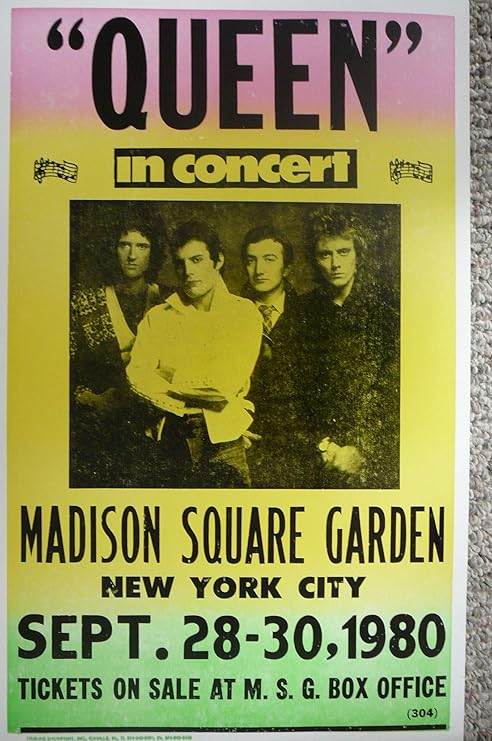 “QUEEN”
in concert
MADISON SQUARE GARDEN
NEW YORK CITY
SEPT. 28-30, 1980
TICKETS ON SALE AT M. S. G. BOX OFFICE
(304)